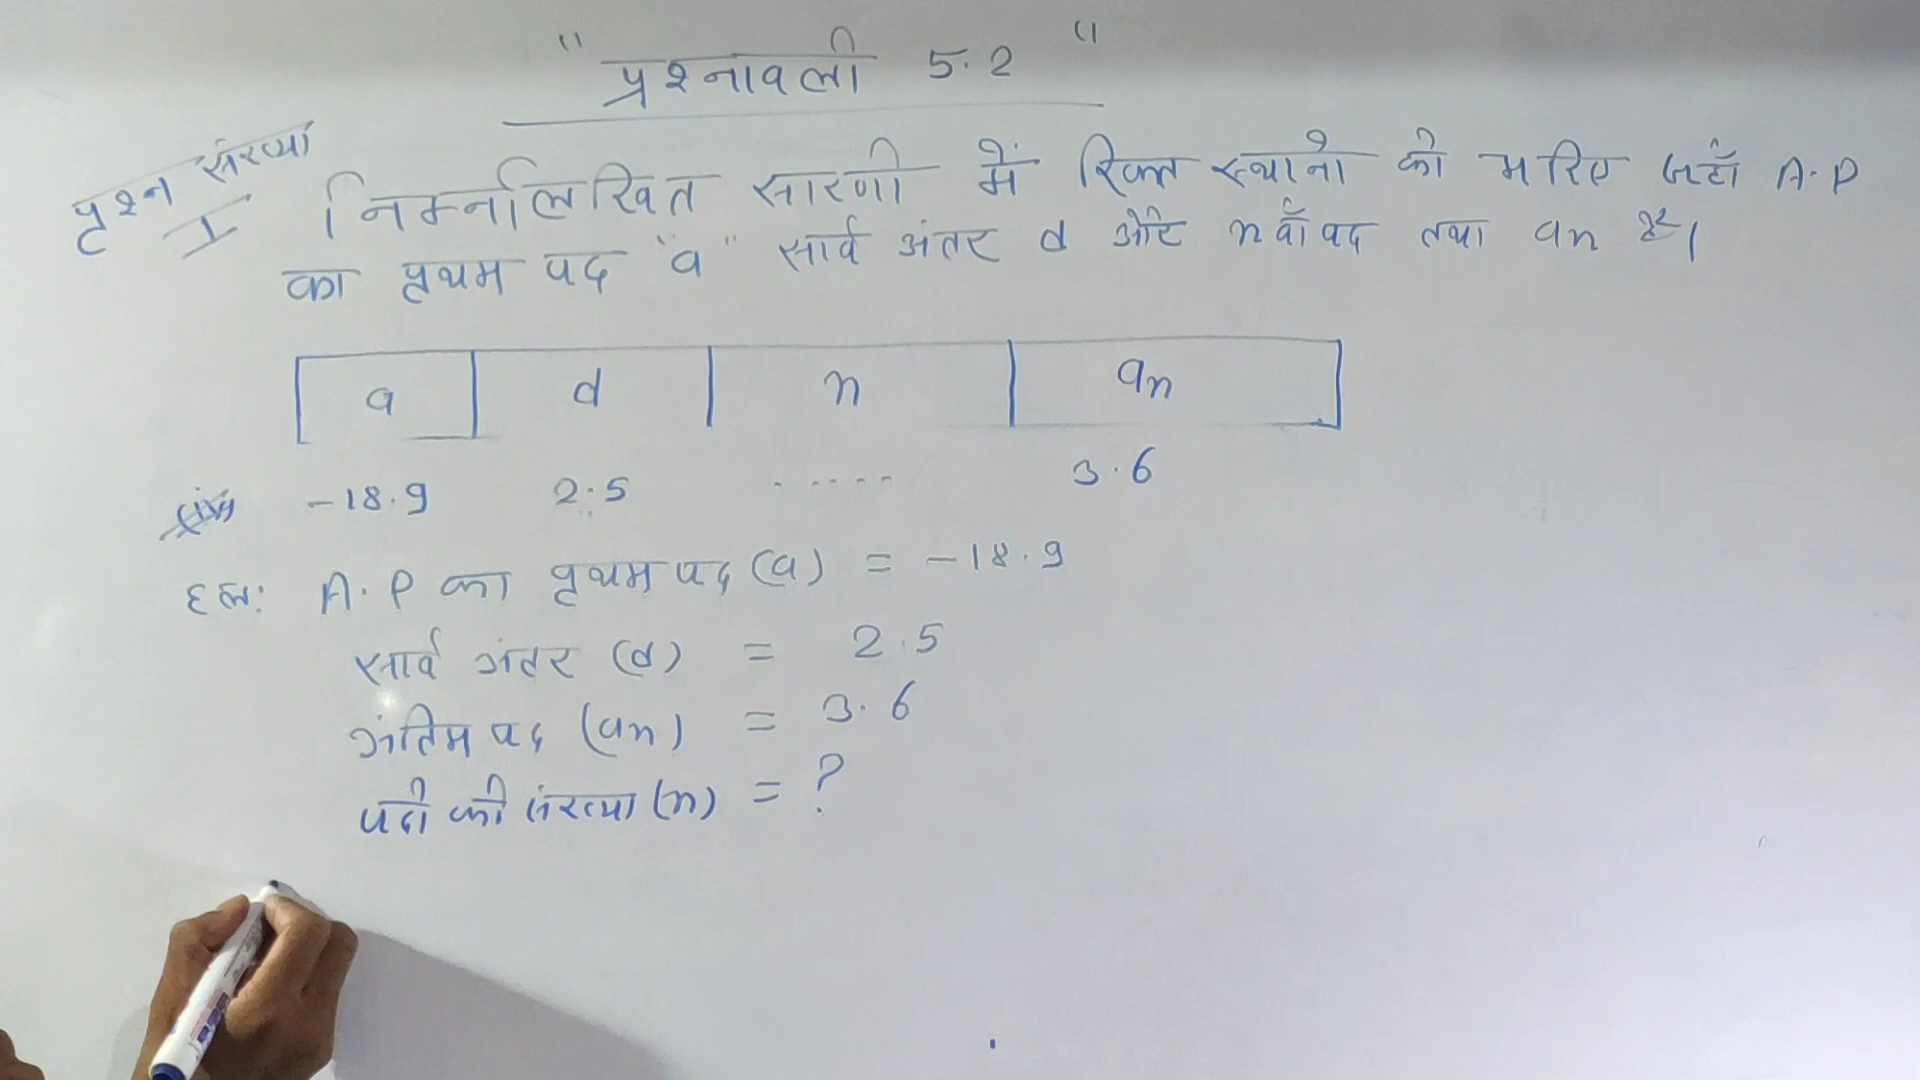 " प्रश्नावली 5.2 "
प्रश्न संख्या
1 निम्नलिखित सारणी में रिक्त स्थानो को भरिए जहाँ A.P
का प्रथम पद "a" सार्व अंतर d और n वाँ पद तथा an है।
a d n an
-18.9 2.5 ..... 3.6
हल: A.P का प्रथम पद (a) = -18.9
सार्व अंतर (d) = 2.5
अंतिम पद (an) = 3.6
पदो की संख्या (n) = ?